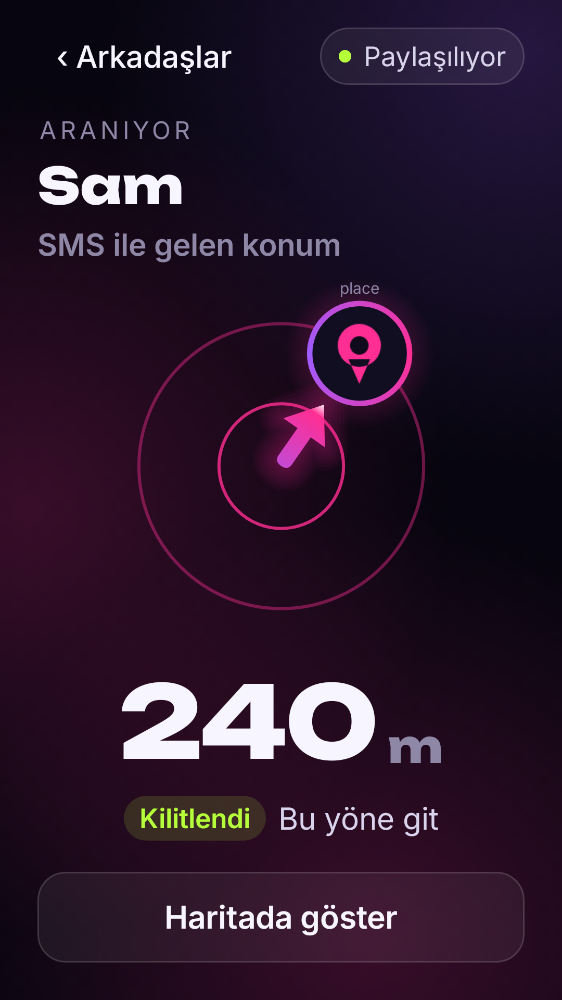 ‹ Arkadaşlar
Paylaşılıyor
ARANIYOR
Sam
SMS ile gelen konum
place
240 m
Kilitlendi Bu yöne git
Haritada göster